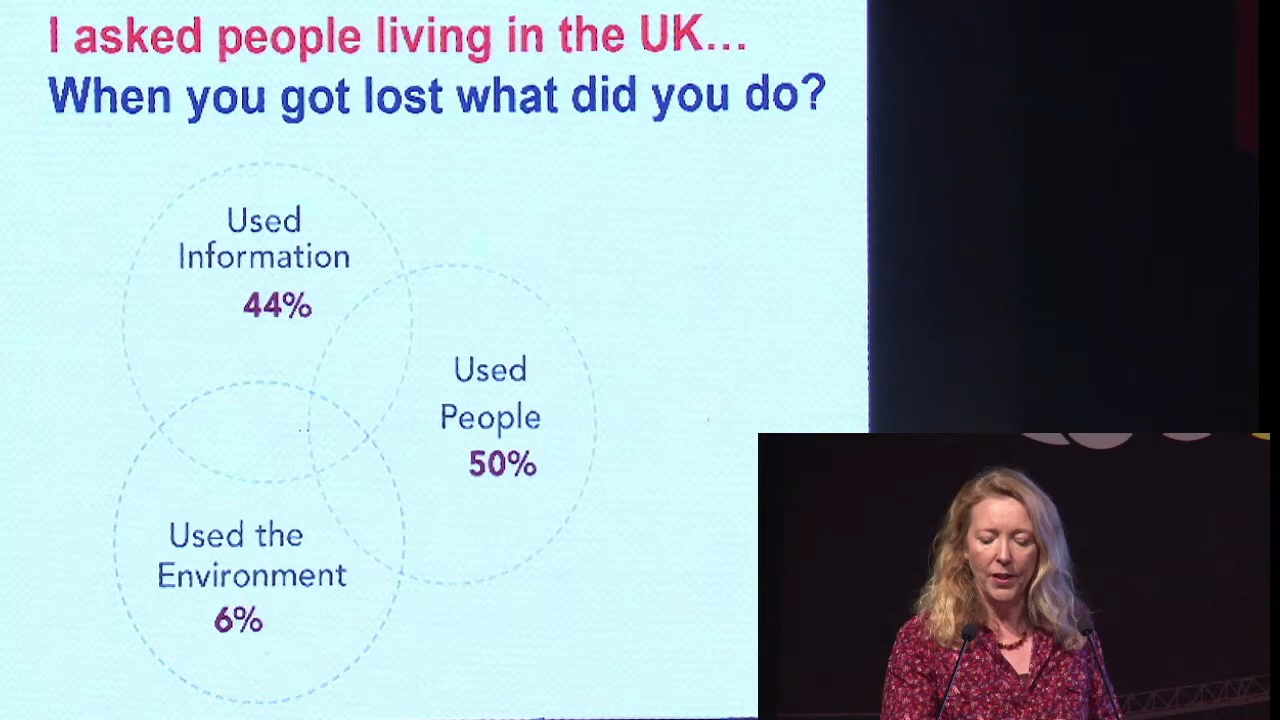 I asked people living in the UK...
When you got lost what did you do?
Used
Information
44%
Used
People
50%
Used the
Environment
6%